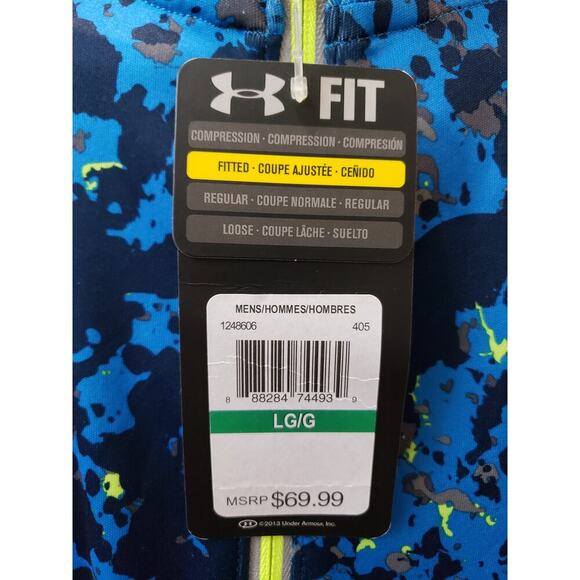 FIT
COMPRESSION · COMPRESSION · COMPRESIÓN
FITTED · COUPE AJUSTÉE · CEÑIDO
REGULAR · COUPE NORMALE · REGULAR
LOOSE · COUPE LÂCHE · SUELTO
MENS/HOMMES/HOMBRES
1248606 405
8 88284 74493 9
LG/G
MSRP $69.99
©2013 Under Armour, Inc.